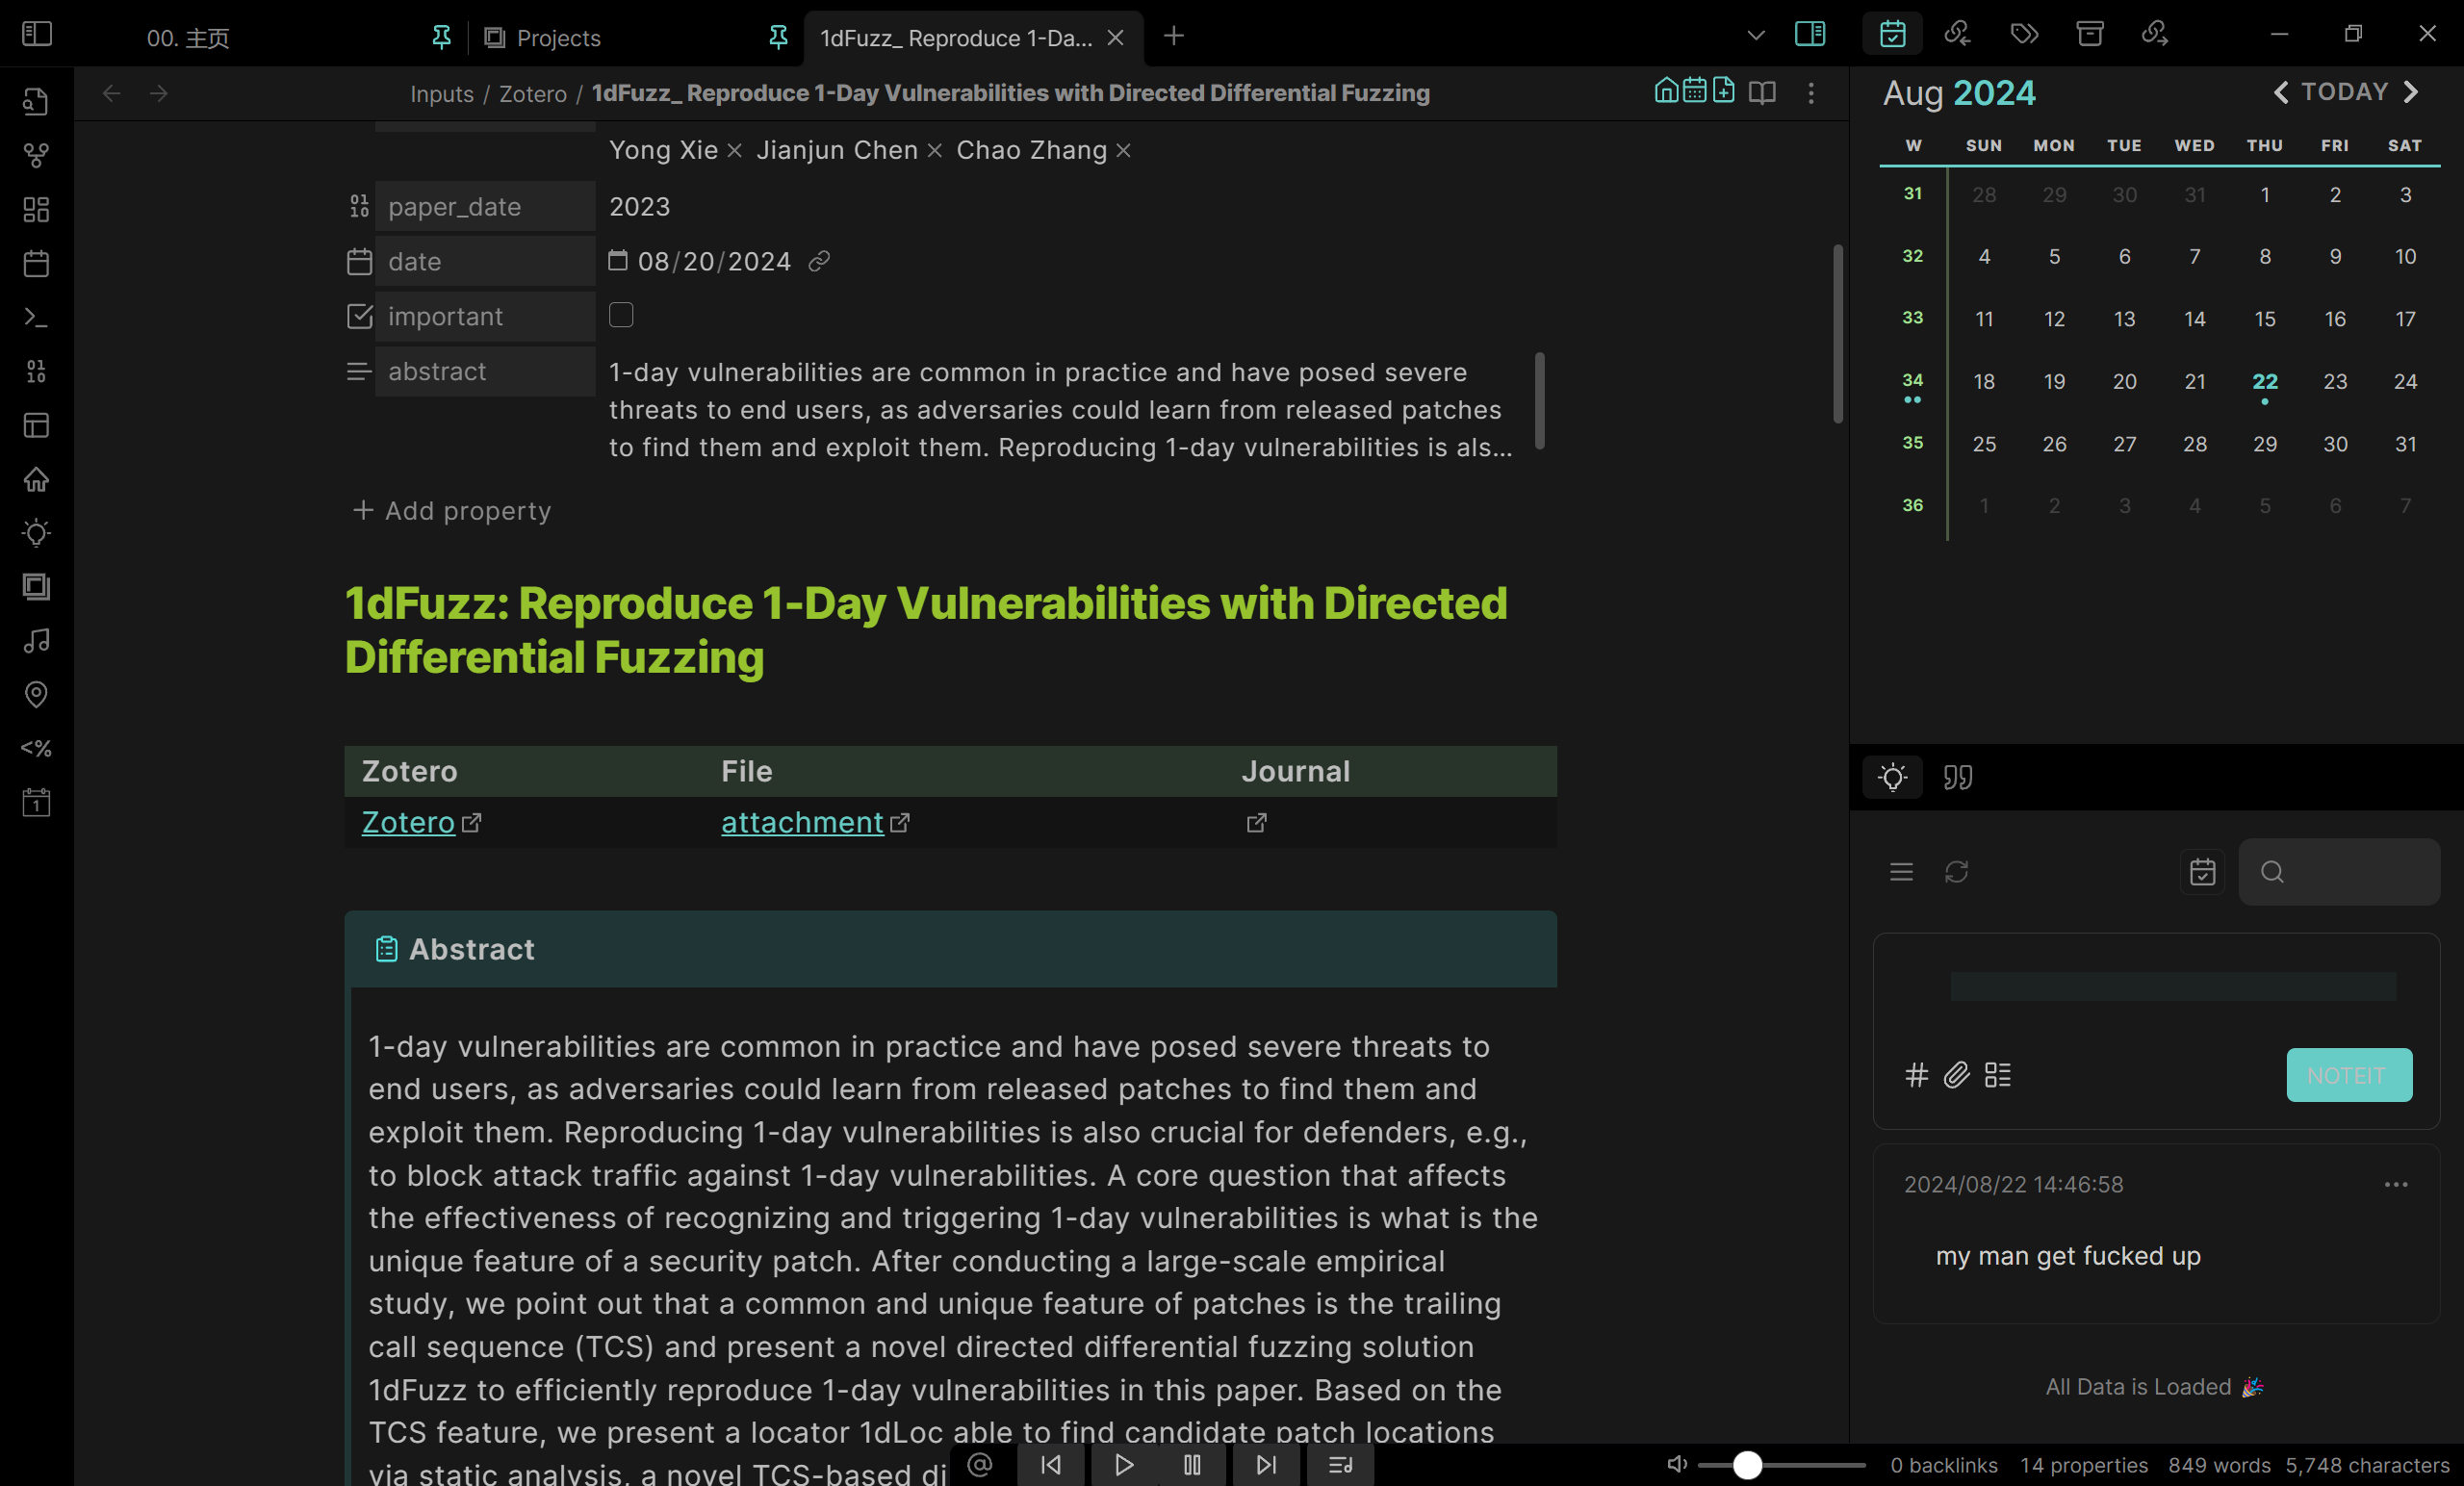 00. 主页
Projects
1dFuzz_ Reproduce 1-Da...
Inputs / Zotero / 1dFuzz_ Reproduce 1-Day Vulnerabilities with Directed Differential Fuzzing
Yong Xie × Jianjun Chen × Chao Zhang ×
paper_date 2023
date 08/20/2024
important
abstract 1-day vulnerabilities are common in practice and have posed severe
threats to end users, as adversaries could learn from released patches
to find them and exploit them. Reproducing 1-day vulnerabilities is als...
+ Add property
1dFuzz: Reproduce 1-Day Vulnerabilities with Directed
Differential Fuzzing
Zotero File Journal
Zotero attachment
Abstract
1-day vulnerabilities are common in practice and have posed severe threats to
end users, as adversaries could learn from released patches to find them and
exploit them. Reproducing 1-day vulnerabilities is also crucial for defenders, e.g.,
to block attack traffic against 1-day vulnerabilities. A core question that affects
the effectiveness of recognizing and triggering 1-day vulnerabilities is what is the
unique feature of a security patch. After conducting a large-scale empirical
study, we point out that a common and unique feature of patches is the trailing
call sequence (TCS) and present a novel directed differential fuzzing solution
1dFuzz to efficiently reproduce 1-day vulnerabilities in this paper. Based on the
TCS feature, we present a locator 1dLoc able to find candidate patch locations
via static analysis, a novel TCS-based di
Aug 2024 TODAY
W SUN MON TUE WED THU FRI SAT
31 28 29 30 31 1 2 3
32 4 5 6 7 8 9 10
33 11 12 13 14 15 16 17
34 18 19 20 21 22 23 24
35 25 26 27 28 29 30 31
36 1 2 3 4 5 6 7
NOTEIT
2024/08/22 14:46:58
my man get fucked up
All Data is Loaded 🎉
0 backlinks 14 properties 849 words 5,748 characters